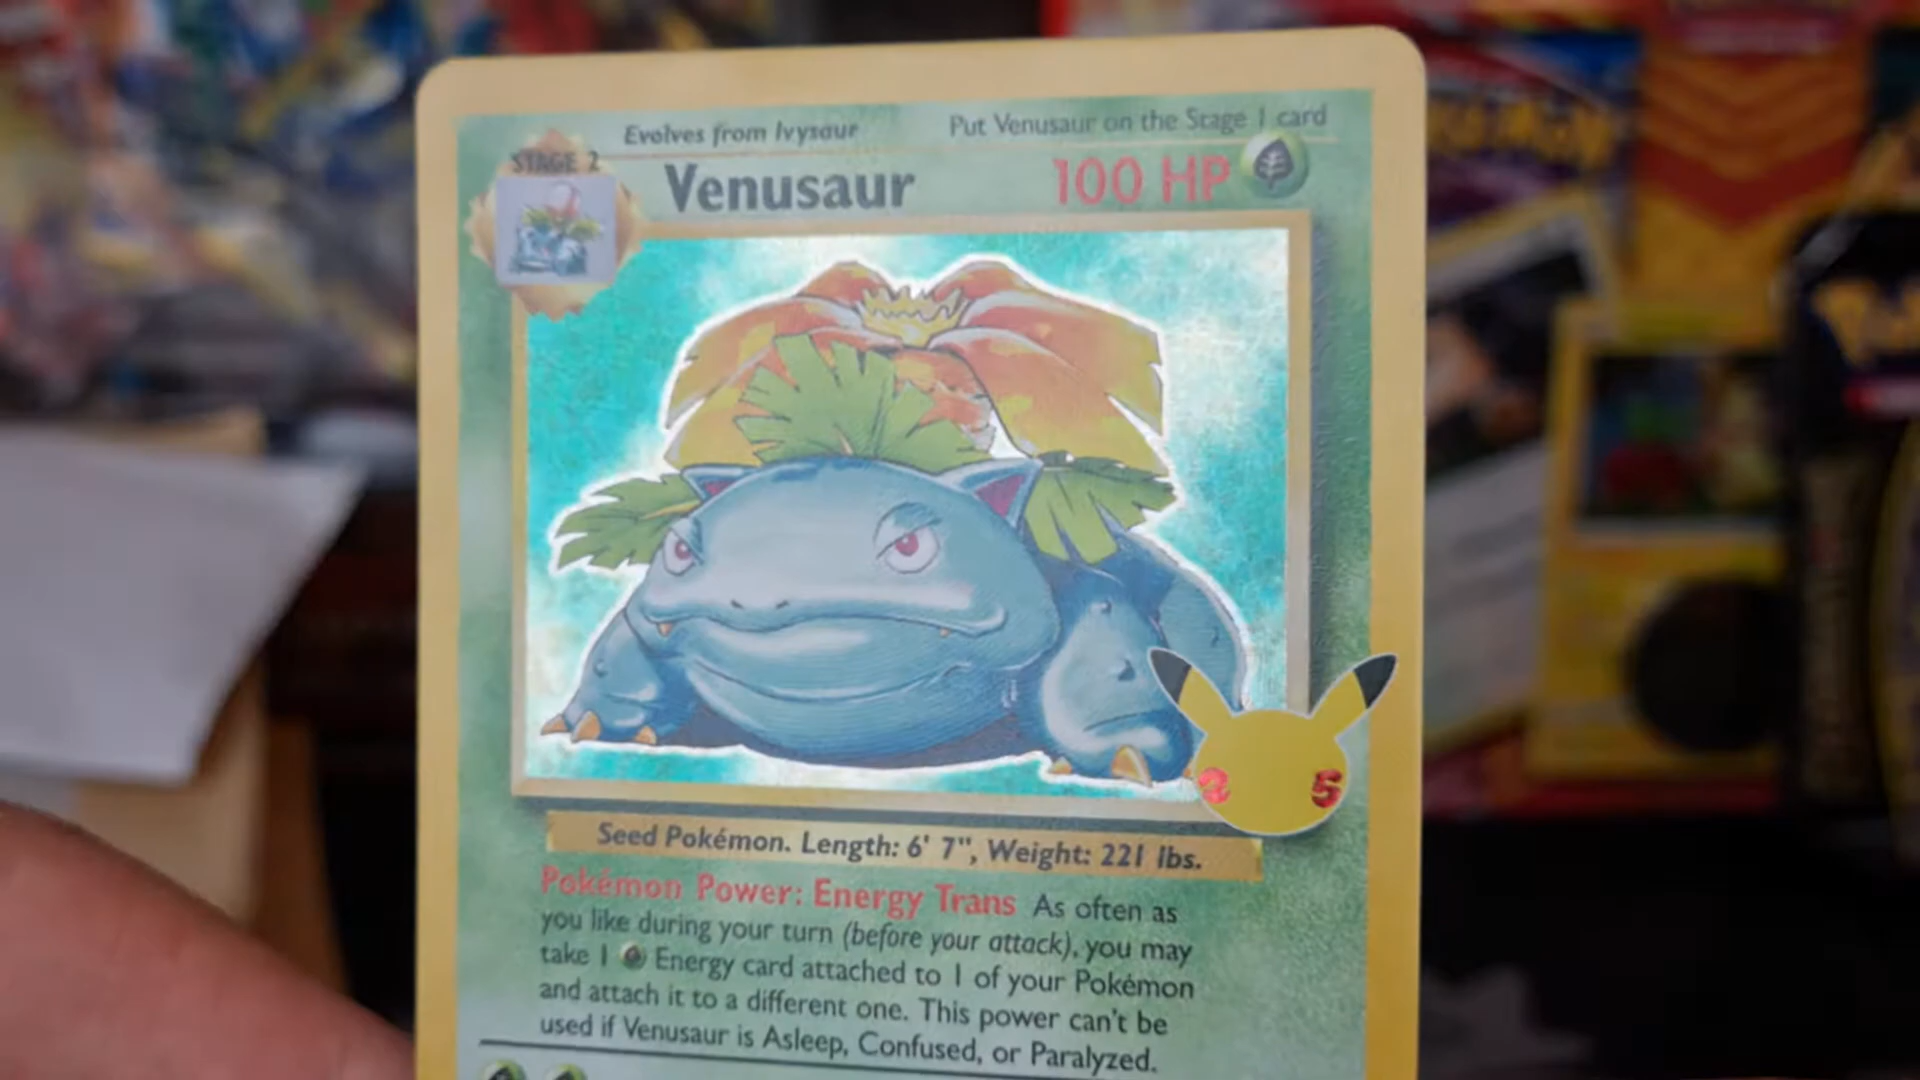 Evolves from Ivysaur
Put Venusaur on the Stage 1 card
STAGE 2
Venusaur
100 HP
25
Seed Pokémon. Length: 6' 7", Weight: 221 lbs.
Pokémon Power: Energy Trans As often as
you like during your turn (before your attack), you may
take 1 Energy card attached to 1 of your Pokémon
and attach it to a different one. This power can't be
used if Venusaur is Asleep, Confused, or Paralyzed.